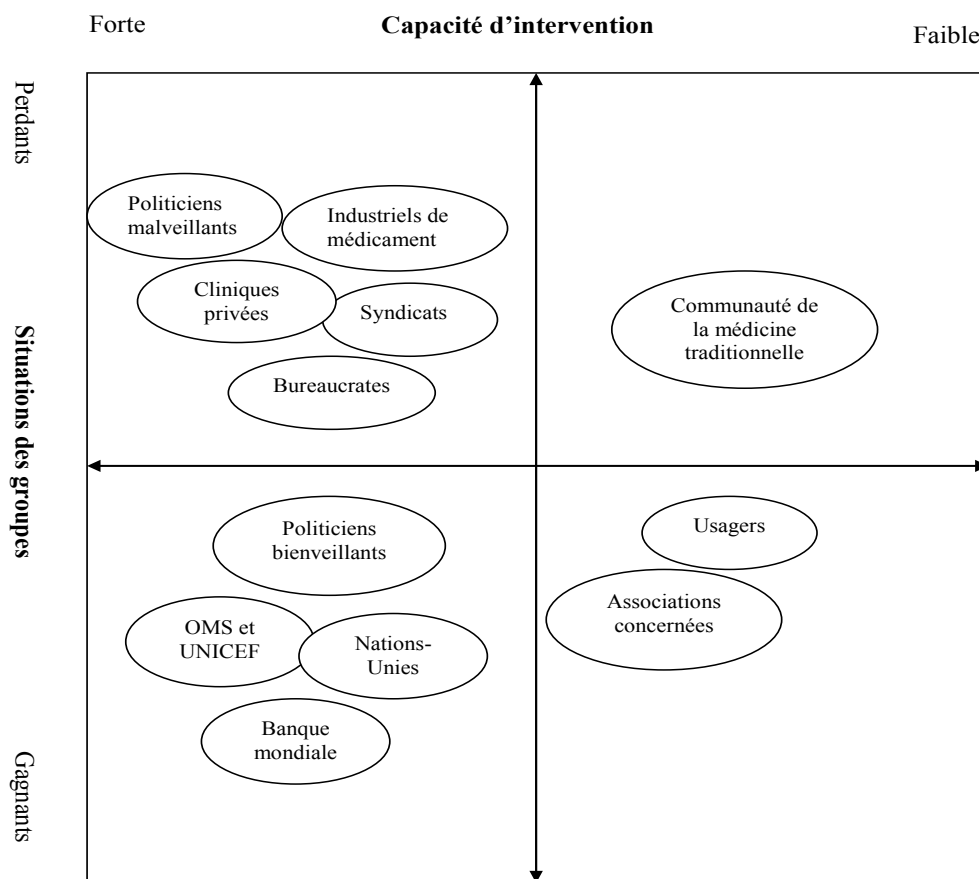 Forte
Capacité d’intervention
Faible
Perdants
Situations des groupes
Gagnants
Politiciens
malveillants
Industriels de
médicament
Cliniques
privées
Syndicats
Bureaucrates
Communauté de
la médicine
traditionnelle
Politiciens
bienveillants
OMS et
UNICEF
Nations-
Unies
Banque
mondiale
Usagers
Associations
concernées